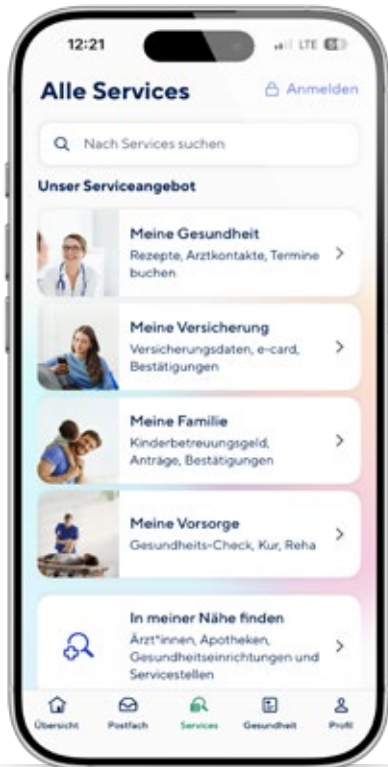 12:21
LTE
Alle Services
Anmelden
Nach Services suchen
Unser Serviceangebot
Meine Gesundheit
Rezepte, Arztkontakte, Termine
buchen
Meine Versicherung
Versicherungsdaten, e-card,
Bestätigungen
Meine Familie
Kinderbetreuungsgeld,
Anträge, Bestätigungen
Meine Vorsorge
Gesundheits-Check, Kur, Reha
In meiner Nähe finden
Ärzt*innen, Apotheken,
Gesundheitseinrichtungen und
Servicestellen
Übersicht
Postfach
Services
Gesundheit
Profil